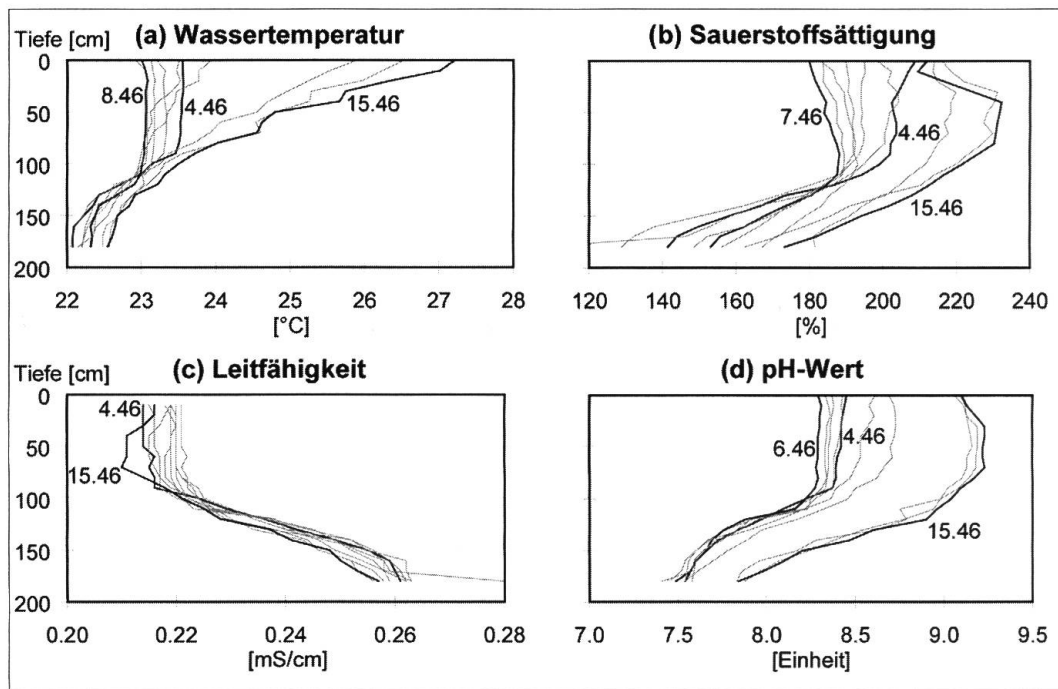 Tiefe [cm] (a) Wassertemperatur
0
50
100
150
200
8.46
4.46
15.46
22 23 24 25 26 27 28
[°C]
(b) Sauerstoffsättigung
7.46
4.46
15.46
120 140 160 180 200 220 240
[%]
Tiefe [cm] (c) Leitfähigkeit
0
50
100
150
200
4.46
15.46
0.20 0.22 0.24 0.26 0.28
[mS/cm]
(d) pH-Wert
6.46
4.46
15.46
7.0 7.5 8.0 8.5 9.0 9.5
[Einheit]